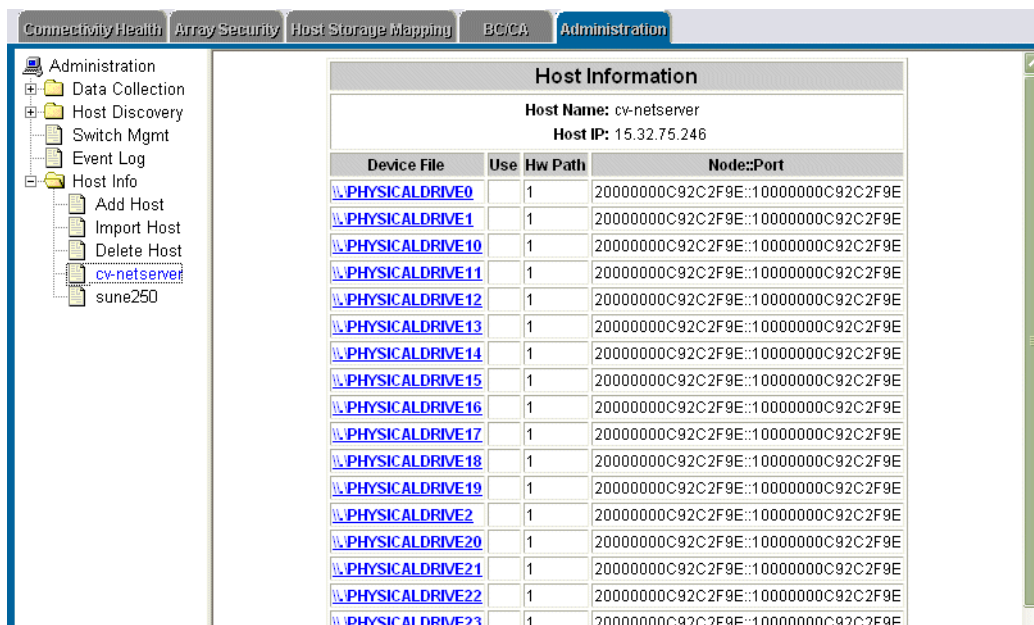 Connectivity Health Array Security Host Storage Mapping BC/CA Administration
Administration
Data Collection
Host Discovery
Switch Mgmt
Event Log
Host Info
Add Host
Import Host
Delete Host
cv-netserver
sune250
Host Information
Host Name: cv-netserver
Host IP: 15.32.75.246
Device File Use Hw Path Node::Port
\\.\PHYSICALDRIVE0 1 20000000C92C2F9E::10000000C92C2F9E
\\.\PHYSICALDRIVE1 1 20000000C92C2F9E::10000000C92C2F9E
\\.\PHYSICALDRIVE10 1 20000000C92C2F9E::10000000C92C2F9E
\\.\PHYSICALDRIVE11 1 20000000C92C2F9E::10000000C92C2F9E
\\.\PHYSICALDRIVE12 1 20000000C92C2F9E::10000000C92C2F9E
\\.\PHYSICALDRIVE13 1 20000000C92C2F9E::10000000C92C2F9E
\\.\PHYSICALDRIVE14 1 20000000C92C2F9E::10000000C92C2F9E
\\.\PHYSICALDRIVE15 1 20000000C92C2F9E::10000000C92C2F9E
\\.\PHYSICALDRIVE16 1 20000000C92C2F9E::10000000C92C2F9E
\\.\PHYSICALDRIVE17 1 20000000C92C2F9E::10000000C92C2F9E
\\.\PHYSICALDRIVE18 1 20000000C92C2F9E::10000000C92C2F9E
\\.\PHYSICALDRIVE19 1 20000000C92C2F9E::10000000C92C2F9E
\\.\PHYSICALDRIVE2 1 20000000C92C2F9E::10000000C92C2F9E
\\.\PHYSICALDRIVE20 1 20000000C92C2F9E::10000000C92C2F9E
\\.\PHYSICALDRIVE21 1 20000000C92C2F9E::10000000C92C2F9E
\\.\PHYSICALDRIVE22 1 20000000C92C2F9E::10000000C92C2F9E
\\.\PHYSICALDRIVE23 1 20000000C92C2F9E::10000000C92C2F9E